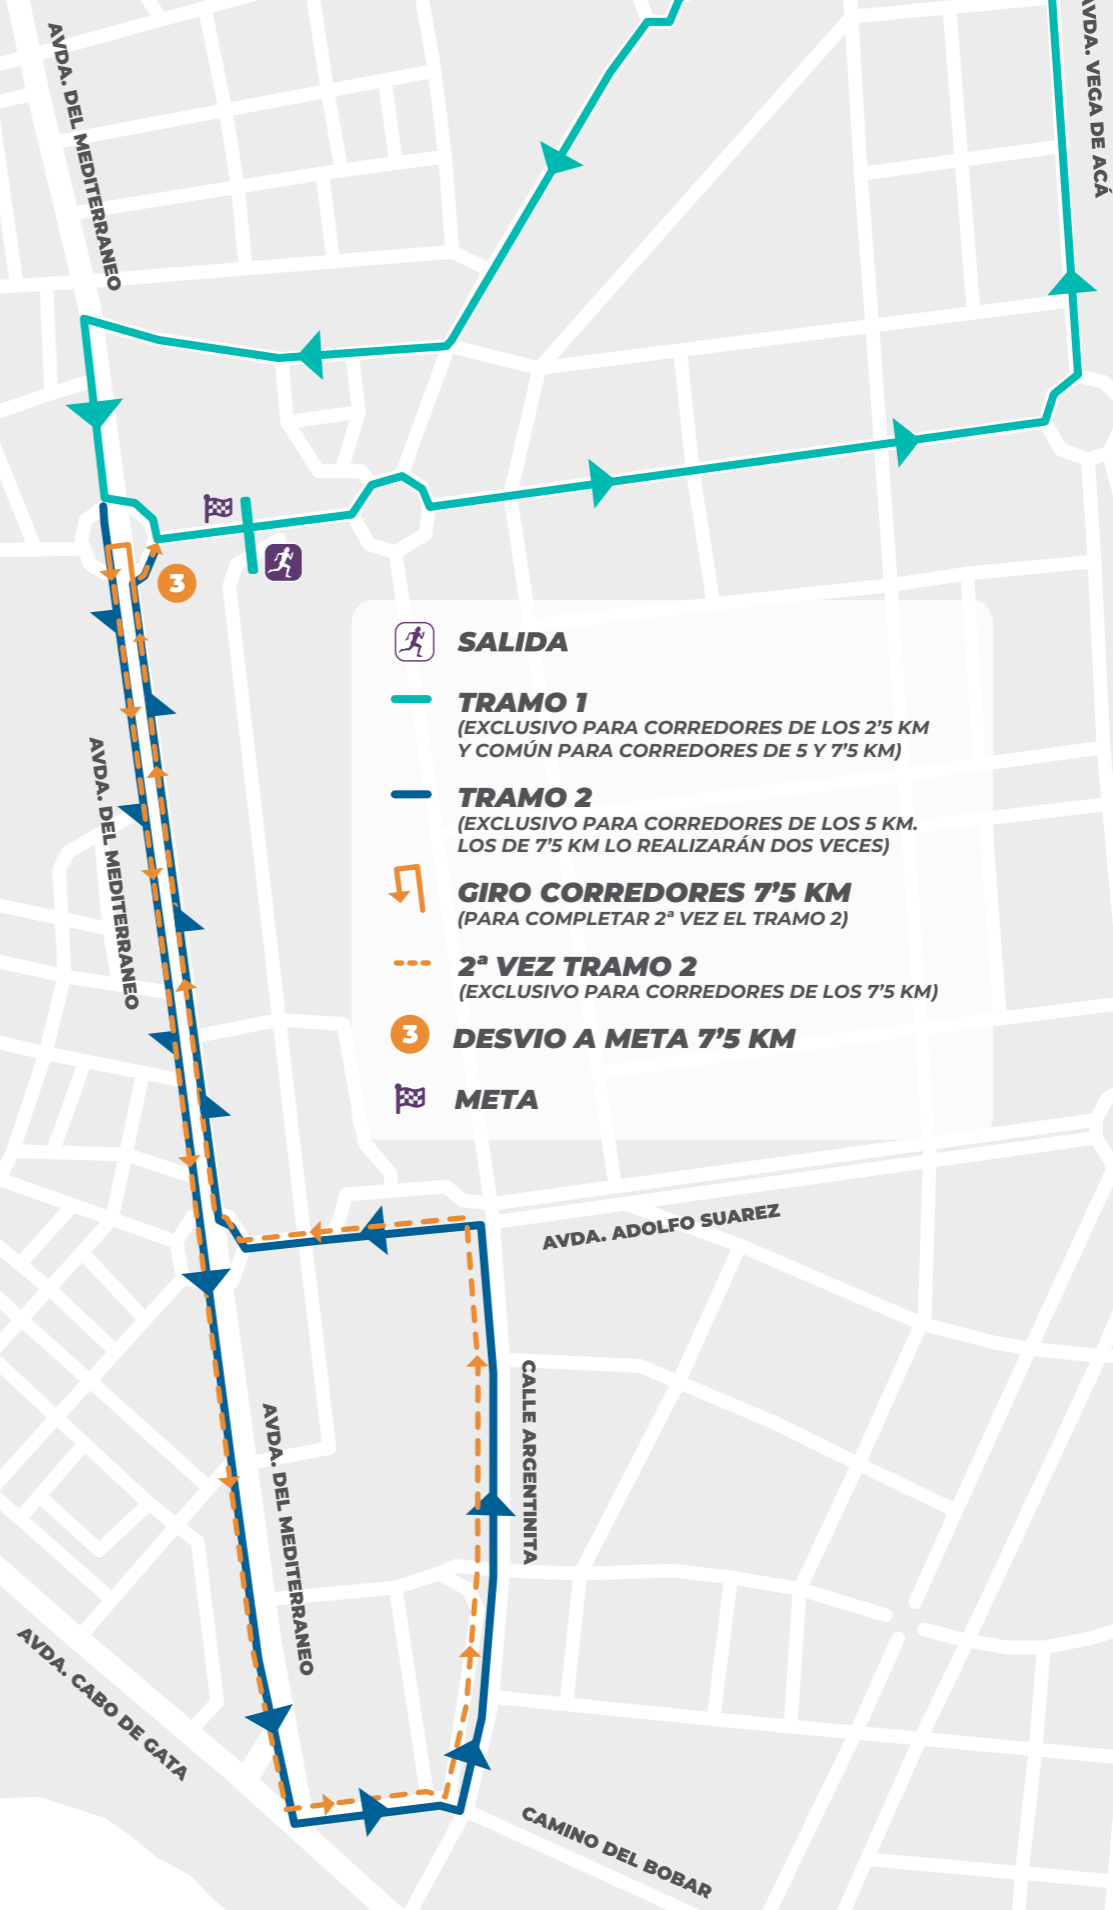 AVDA. DEL MEDITERRANEO
AVDA. VEGA DE ACÁ
3
SALIDA
TRAMO 1
(EXCLUSIVO PARA CORREDORES DE LOS 2'5 KM
Y COMÚN PARA CORREDORES DE 5 Y 7'5 KM)
TRAMO 2
(EXCLUSIVO PARA CORREDORES DE LOS 5 KM.
LOS DE 7'5 KM LO REALIZARÁN DOS VECES)
GIRO CORREDORES 7'5 KM
(PARA COMPLETAR 2ª VEZ EL TRAMO 2)
2ª VEZ TRAMO 2
(EXCLUSIVO PARA CORREDORES DE LOS 7'5 KM)
3 DESVIO A META 7'5 KM
META
AVDA. DEL MEDITERRANEO
AVDA. ADOLFO SUAREZ
CALLE ARGENTINITA
AVDA. DEL MEDITERRANEO
AVDA. CABO DE GATA
CAMINO DEL BOBAR